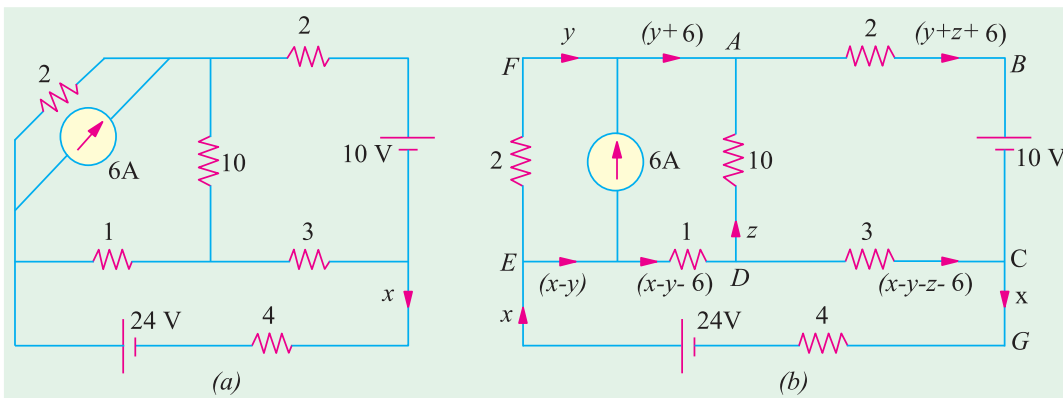 2
2
6A
10
10 V
1
3
x
24 V
4
(a)
y
(y+ 6)
A
2
(y+z+ 6)
F
B
2
6A
10
10 V
1
z
3
E
(x-y)
(x-y- 6)
D
(x-y-z- 6)
C
x
x
24V
4
G
(b)